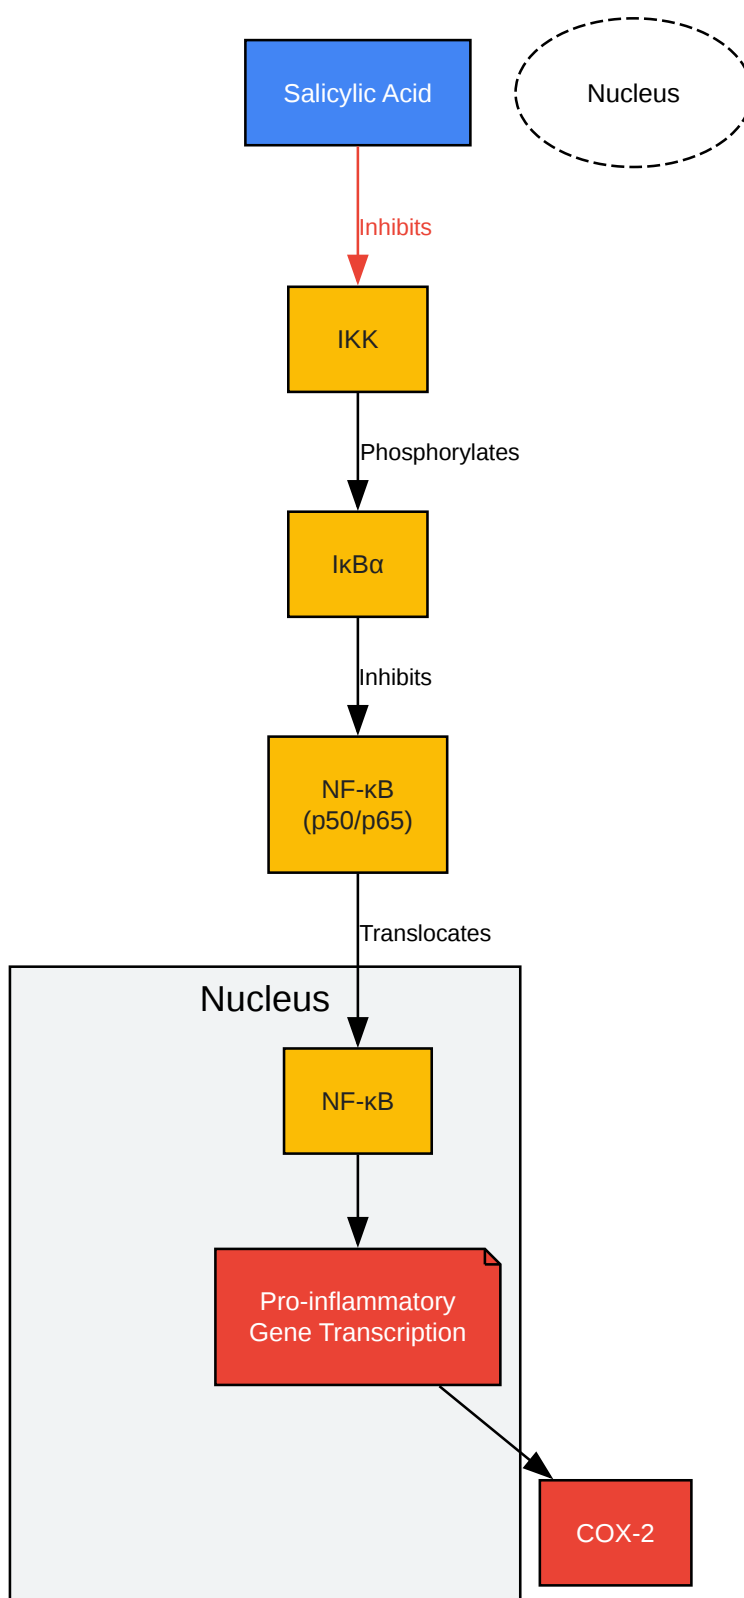 Salicylic Acid
Nucleus
Inhibits
IKK
Phosphorylates
IκBα
Inhibits
NF-κB
(p50/p65)
Translocates
Nucleus
NF-κB
Pro-inflammatory
Gene Transcription
COX-2